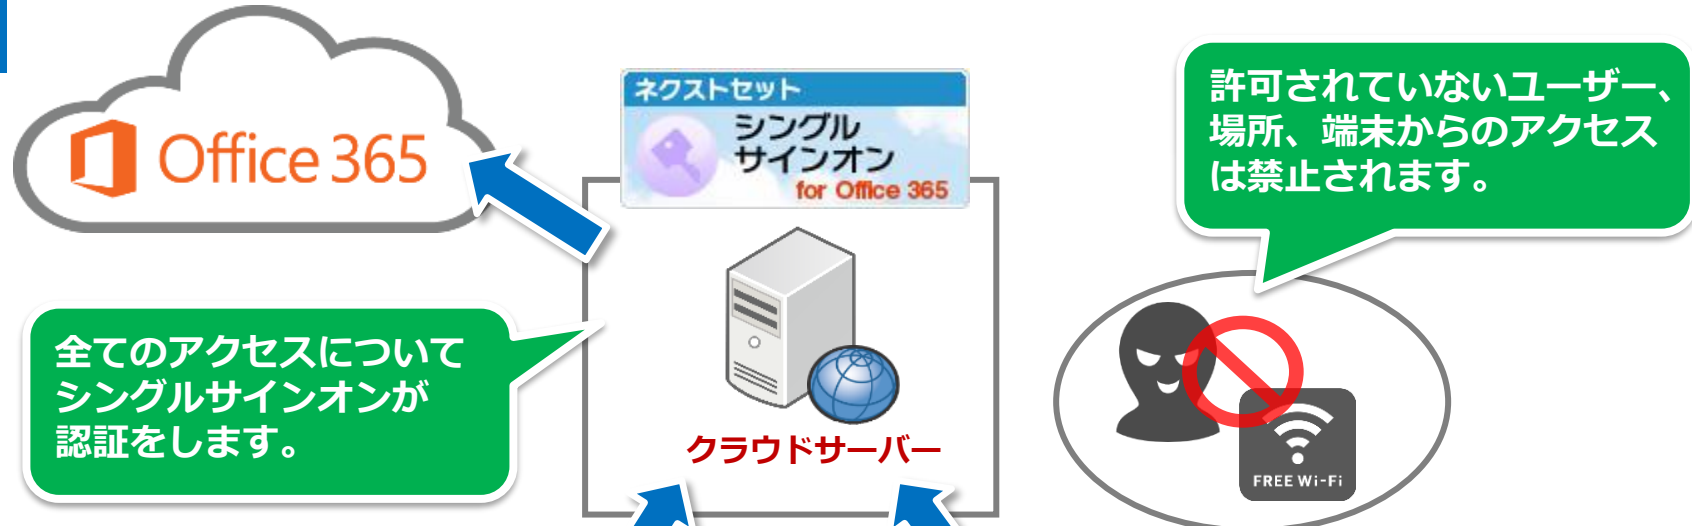 Office 365
ネクストセット
シングル
サインオン
for Office 365
許可されていないユーザー、
場所、端末からのアクセス
は禁止されます。
全てのアクセスについて
シングルサインオンが
認証をします。
クラウドサーバー
FREE Wi-Fi